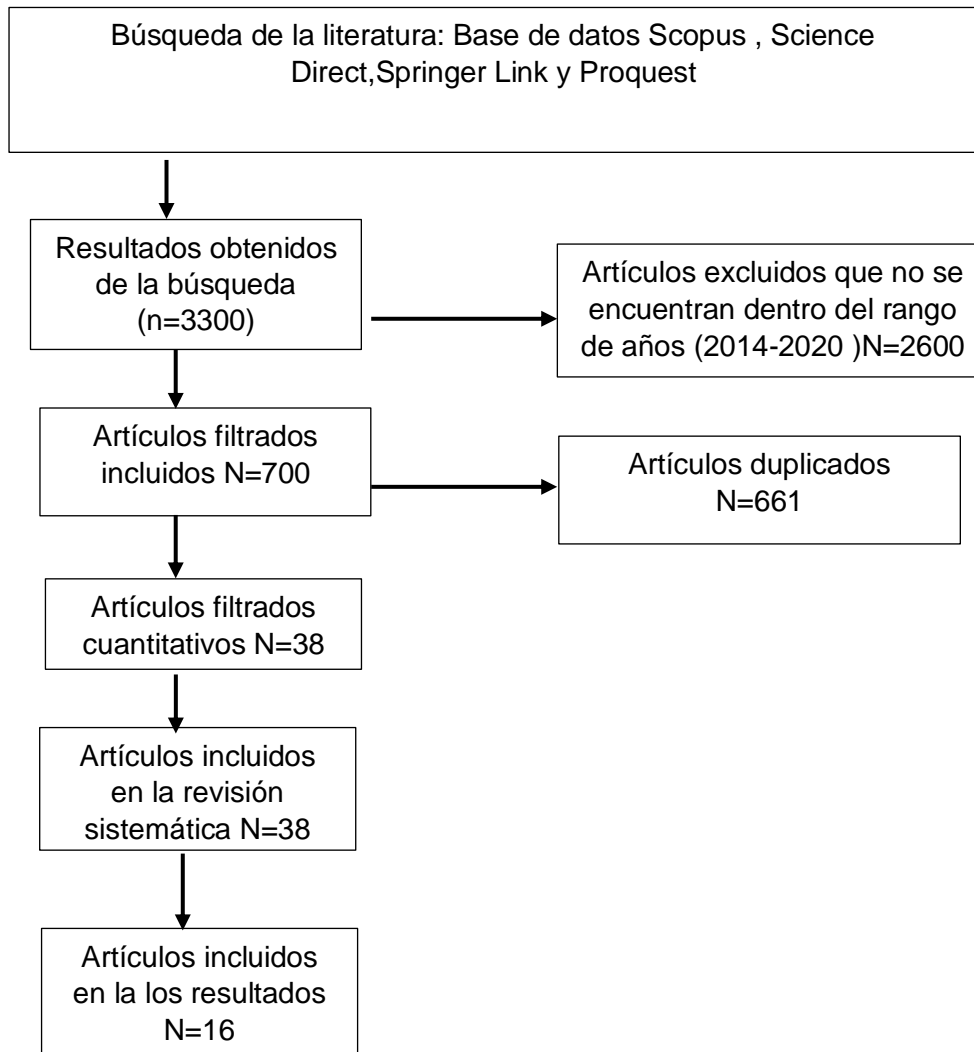 Búsqueda de la literatura: Base de datos Scopus , Science
Direct,Springer Link y Proquest
Resultados obtenidos
de la búsqueda
(n=3300)
Artículos excluidos que no se
encuentran dentro del rango
de años (2014-2020 )N=2600
Artículos filtrados
incluidos N=700
Artículos duplicados
N=661
Artículos filtrados
cuantitativos N=38
Artículos incluidos
en la revisión
sistemática N=38
Artículos incluidos
en la los resultados
N=16